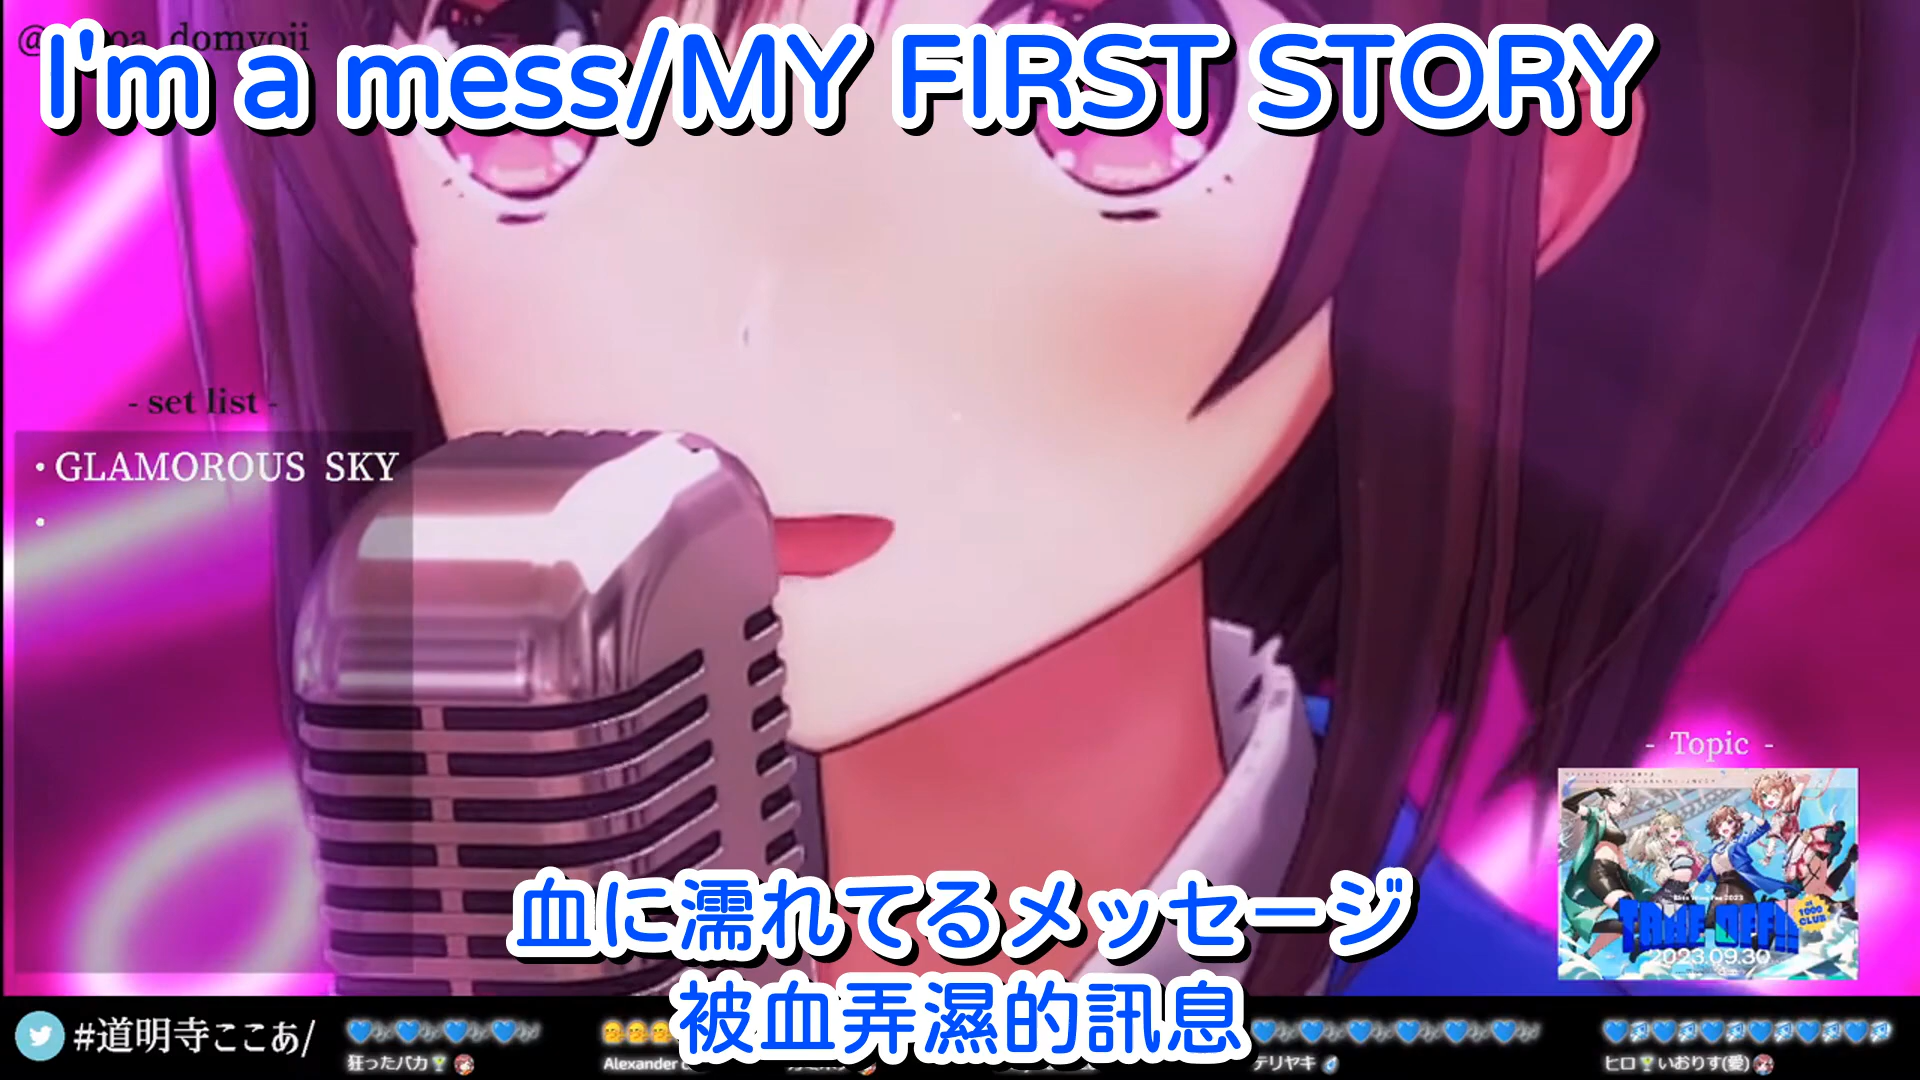 I'm a mess/MY FIRST STORY
- set list -
・GLAMOROUS SKY
・
- Topic -
TAKE OFF!!
2023.09.30
血に濡れてるメッセージ
被血弄濕的訊息
#道明寺ここあ/
狂ったバカ
Alexander
テリヤキ
ヒロ🍸いおりす(愛)